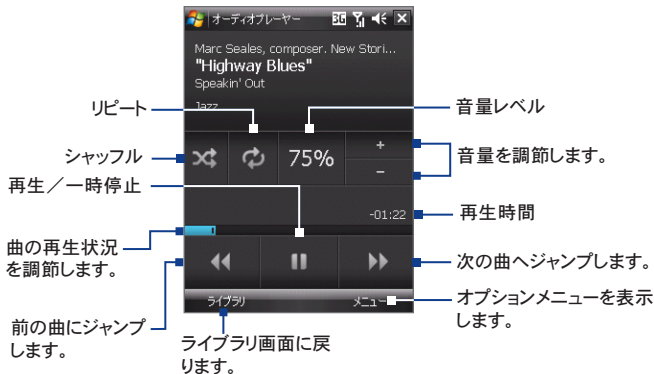 オーディオプレーヤー
3G
Marc Seales, composer. New Stori...
"Highway Blues"
Speakin' Out
Jazz
リピート
音量レベル
シャッフル
75%
+
−
音量を調節します。
再生／一時停止
-01:22
再生時間
曲の再生状況
を調節します。
次の曲へジャンプします。
ライブラリ
メニュー
オプションメニューを表示
します。
前の曲にジャンプ
します。
ライブラリ画面に戻
ります。